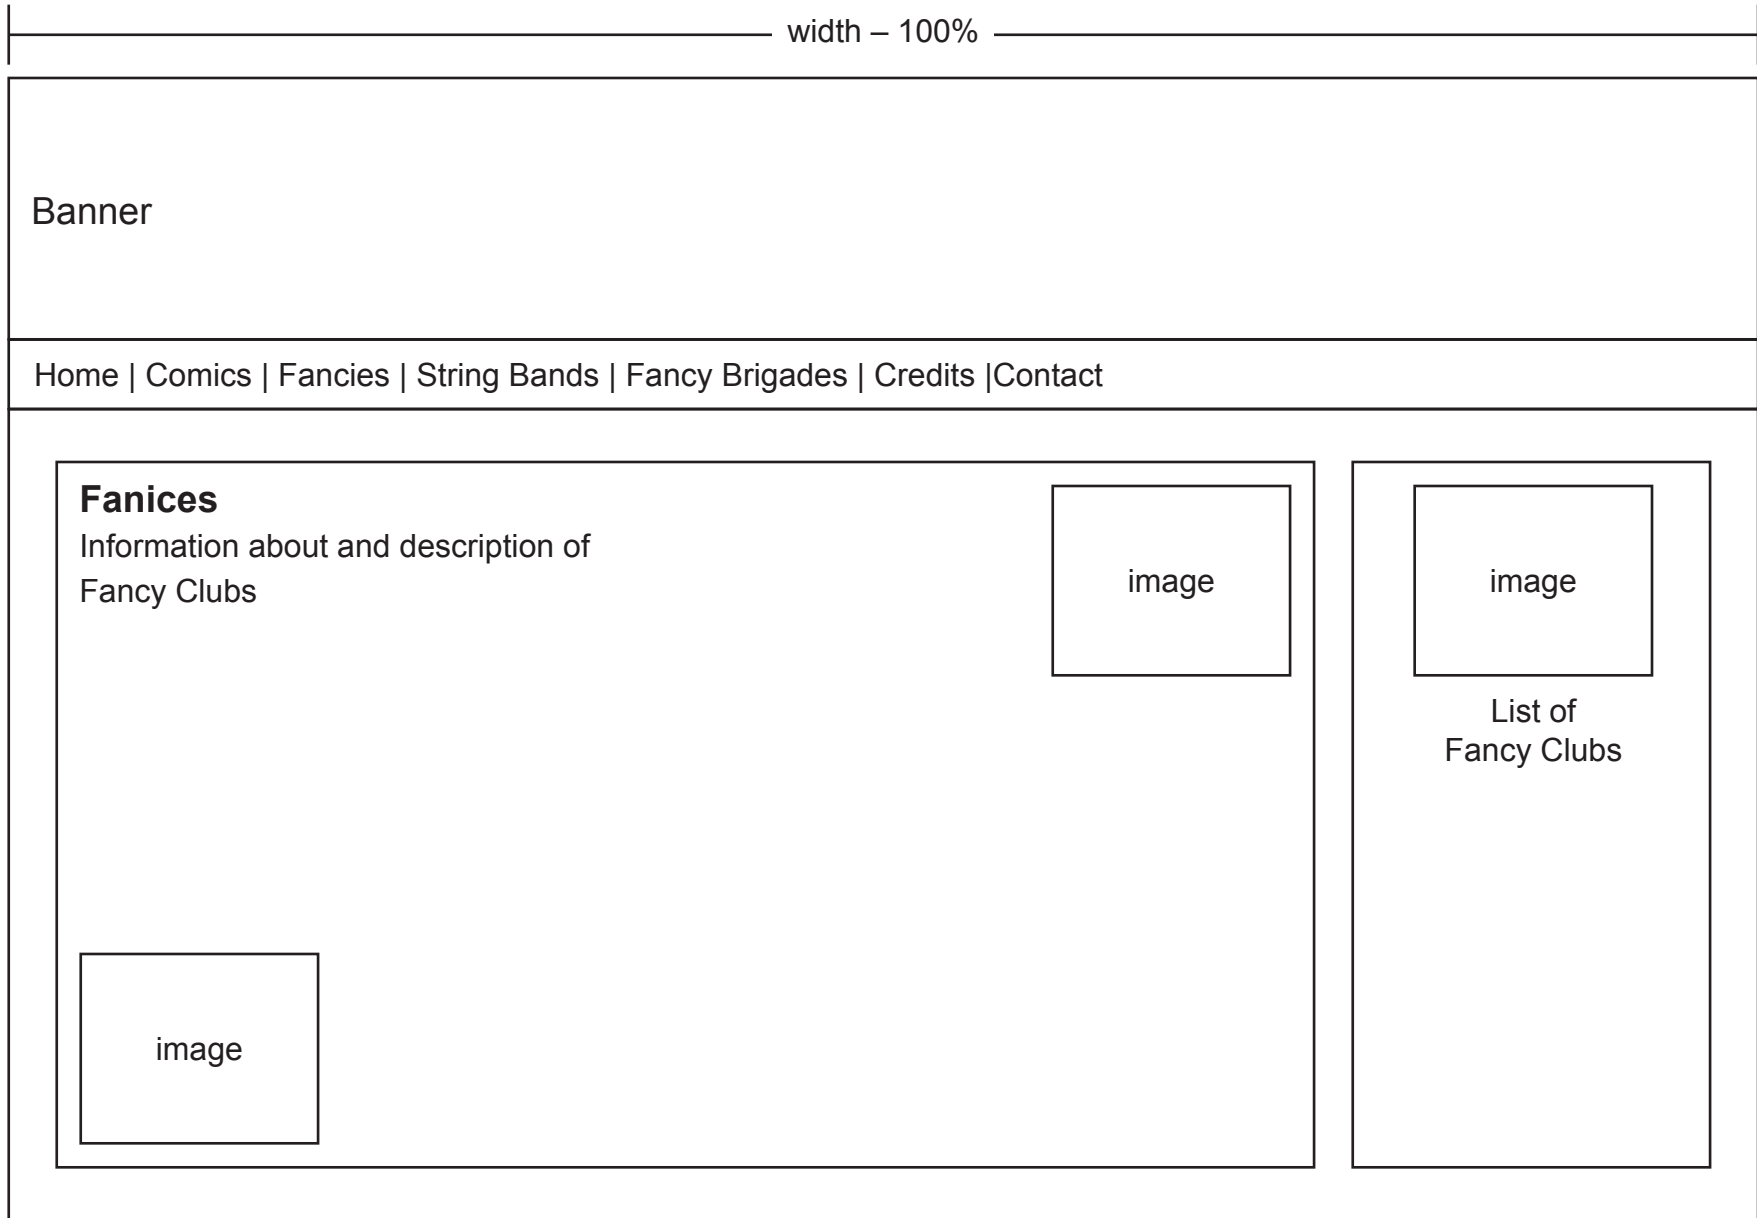 width – 100%
Banner
Home | Comics | Fancies | String Bands | Fancy Brigades | Credits |Contact
Fanices
Information about and description of
Fancy Clubs
image
image
image
List of
Fancy Clubs